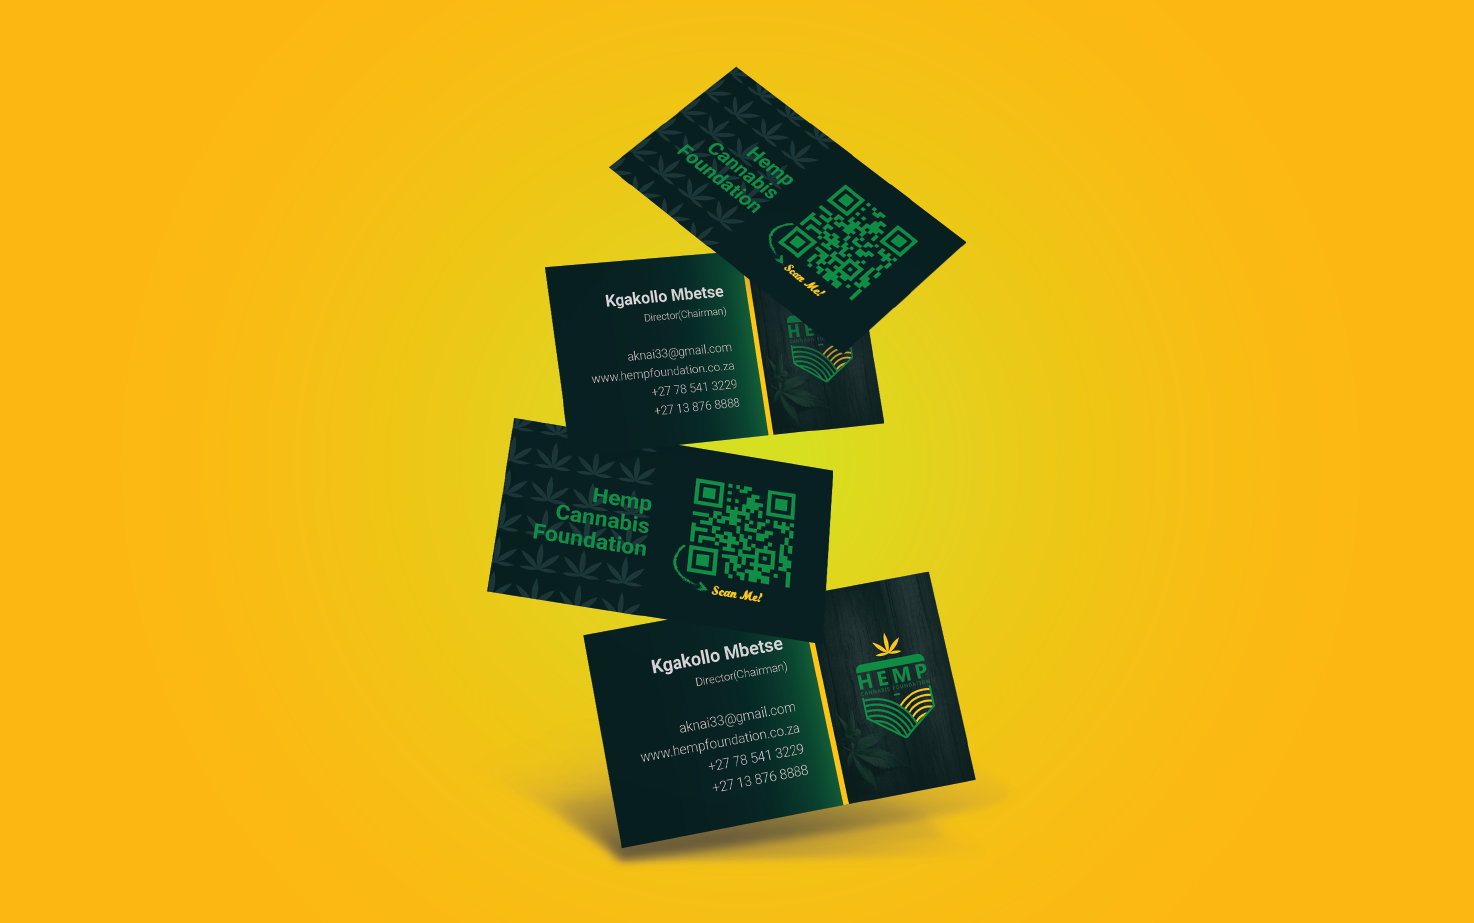 Hemp
Cannabis
Foundation
Scan Me!
Kgakollo Mbetse
Director(Chairman)
aknai33@gmail.com
www.hempfoundation.co.za
+27 78 541 3229
+27 13 876 8888
Hemp
Cannabis
Foundation
Scan Me!
Kgakollo Mbetse
Director(Chairman)
aknai33@gmail.com
www.hempfoundation.co.za
+27 78 541 3229
+27 13 876 8888
HEMP
CANNABIS FOUNDATION